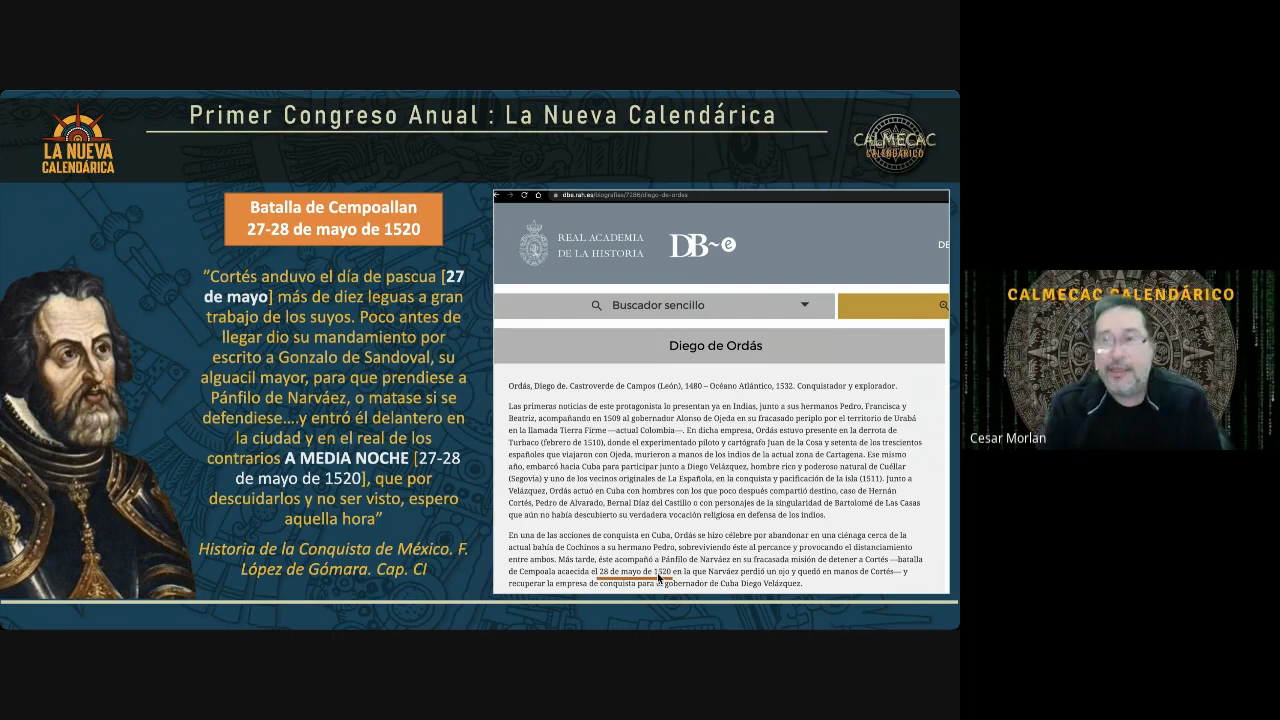 Primer Congreso Anual : La Nueva Calendárica
LA NUEVA
CALENDÁRICA
CALMECAC
CALENDÁRICO
Batalla de Cempoallan
27-28 de mayo de 1520
”Cortés anduvo el día de pascua [27
de mayo] más de diez leguas a gran
trabajo de los suyos. Poco antes de
llegar dio su mandamiento por
escrito a Gonzalo de Sandoval, su
alguacil mayor, para que prendiese a
Pánfilo de Narváez, o matase si se
defendiese....y entró él delantero en
la ciudad y en el real de los
contrarios A MEDIA NOCHE [27-28
de mayo de 1520], que por
descuidarlos y no ser visto, espero
aquella hora”
Historia de la Conquista de México. F.
López de Gómara. Cap. CI
dbe.rah.es/biografias/7286/diego-de-ordas
REAL ACADEMIA
DE LA HISTORIA
DB~e
DE
Buscador sencillo
Diego de Ordás
Ordás, Diego de. Castroverde de Campos (León), 1480 – Océano Atlántico, 1532. Conquistador y explorador.
Las primeras noticias de este protagonista lo presentan ya en Indias, junto a sus hermanos Pedro, Francisca y
Beatriz, acompañando en 1509 al gobernador Alonso de Ojeda en su fracasado periplo por el territorio de Urabá
en la llamada Tierra Firme —actual Colombia—. En dicha empresa, Ordás estuvo presente en la derrota de
Turbaco (febrero de 1510), donde el experimentado piloto y cartógrafo Juan de la Cosa y setenta de los trescientos
españoles que viajaron con Ojeda, murieron a manos de los indios de la actual zona de Cartagena. Ese mismo
año, embarcó hacia Cuba para participar junto a Diego Velázquez, hombre rico y poderoso natural de Cuéllar
(Segovia) y uno de los vecinos originales de La Española, en la conquista y pacificación de la isla (1511). Junto a
Velázquez, Ordás actuó en Cuba con hombres con los que poco después compartió destino, caso de Hernán
Cortés, Pedro de Alvarado, Bernal Díaz del Castillo o con personajes de la singularidad de Bartolomé de Las Casas
que aún no había descubierto su verdadera vocación religiosa en defensa de los indios.
En una de las acciones de conquista en Cuba, Ordás se hizo célebre por abandonar en una ciénaga cerca de la
actual bahía de Cochinos a su hermano Pedro, sobreviviendo éste al percance y provocando el distanciamiento
entre ambos. Más tarde, éste acompañó a Pánfilo de Narváez en su fracasada misión de detener a Cortés —batalla
de Cempoala acaecida el 28 de mayo de 1520 en la que Narváez perdió un ojo y quedó en manos de Cortés— y
recuperar la empresa de conquista para el gobernador de Cuba Diego Velázquez.
CALMECAC CALENDÁRICO
Cesar Morlan